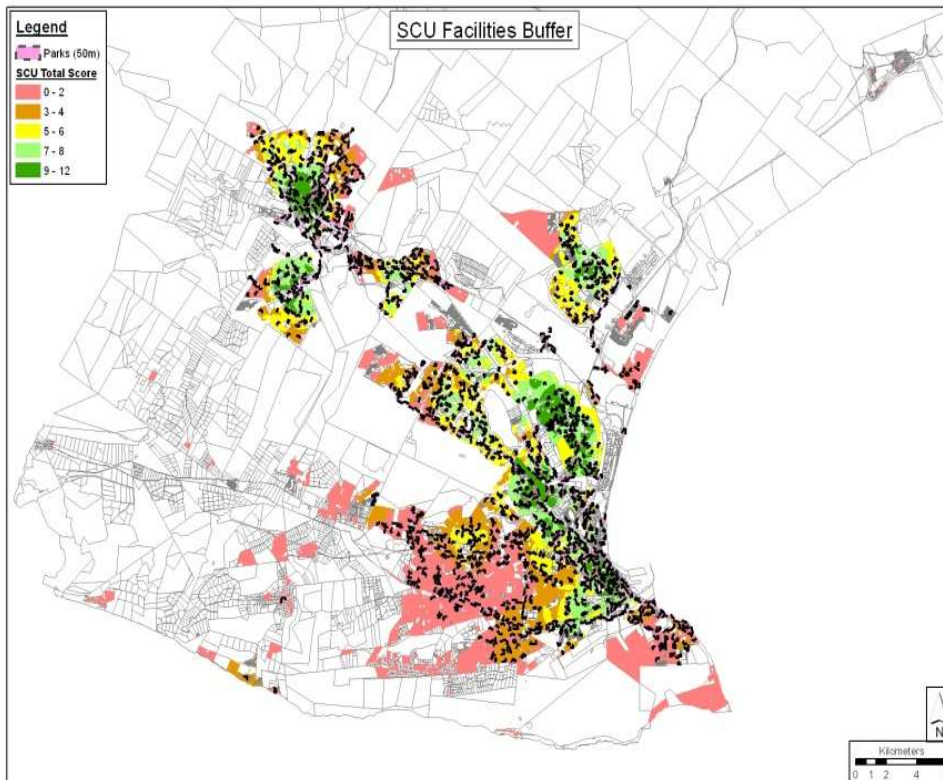 SCU Facilities Buffer
Legend
Parks (50m)
SCU Total Score
0 - 2
3 - 4
5 - 6
7 - 8
9 - 12
N
Kilometers
0 1 2 4